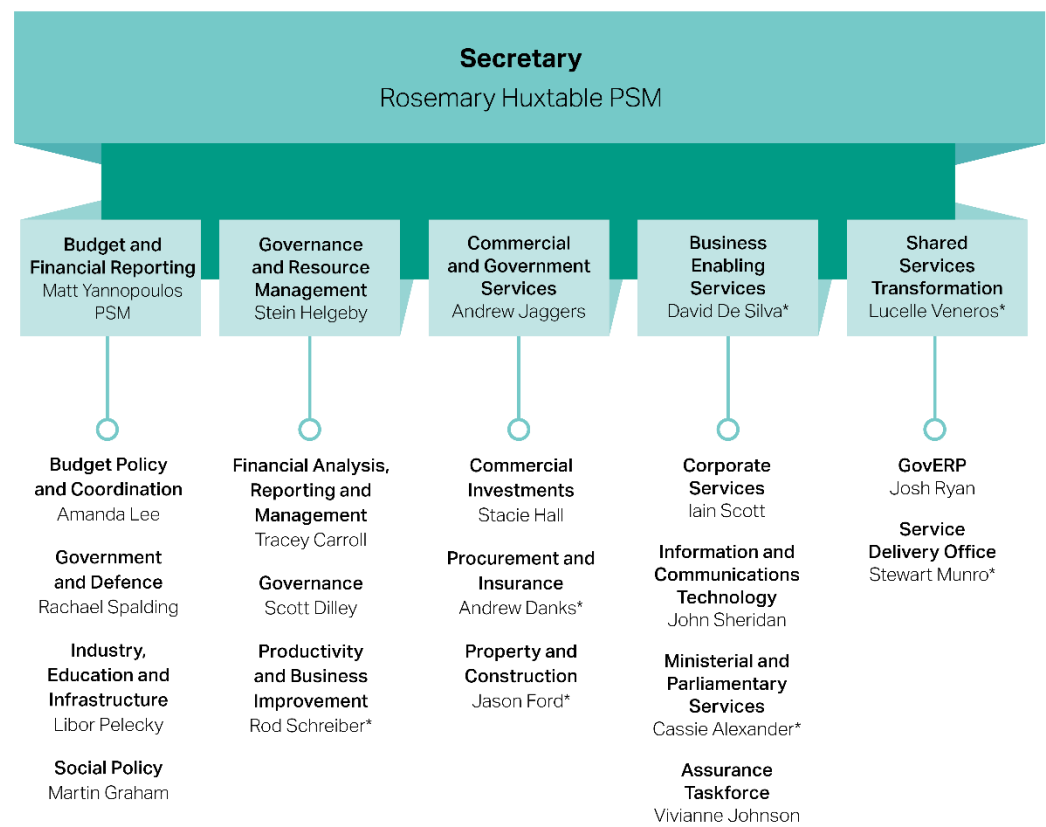 Secretary
Rosemary Huxtable PSM
Budget and
Financial Reporting
Matt Yannopoulos
PSM
Governance
and Resource
Management
Stein Helgeby
Commercial
and Government
Services
Andrew Jaggers
Business
Enabling
Services
David De Silva*
Shared
Services
Transformation
Lucelle Veneros*
Budget Policy
and Coordination
Amanda Lee
Government
and Defence
Rachael Spalding
Industry,
Education and
Infrastructure
Libor Pelecky
Social Policy
Martin Graham
Financial Analysis,
Reporting and
Management
Tracey Carroll
Governance
Scott Dilley
Productivity
and Business
Improvement
Rod Schreiber*
Commercial
Investments
Stacie Hall
Procurement and
Insurance
Andrew Danks*
Property and
Construction
Jason Ford*
Corporate
Services
Iain Scott
Information and
Communications
Technology
John Sheridan
Ministerial and
Parliamentary
Services
Cassie Alexander*
Assurance
Taskforce
Vivianne Johnson
GovERP
Josh Ryan
Service
Delivery Office
Stewart Munro*